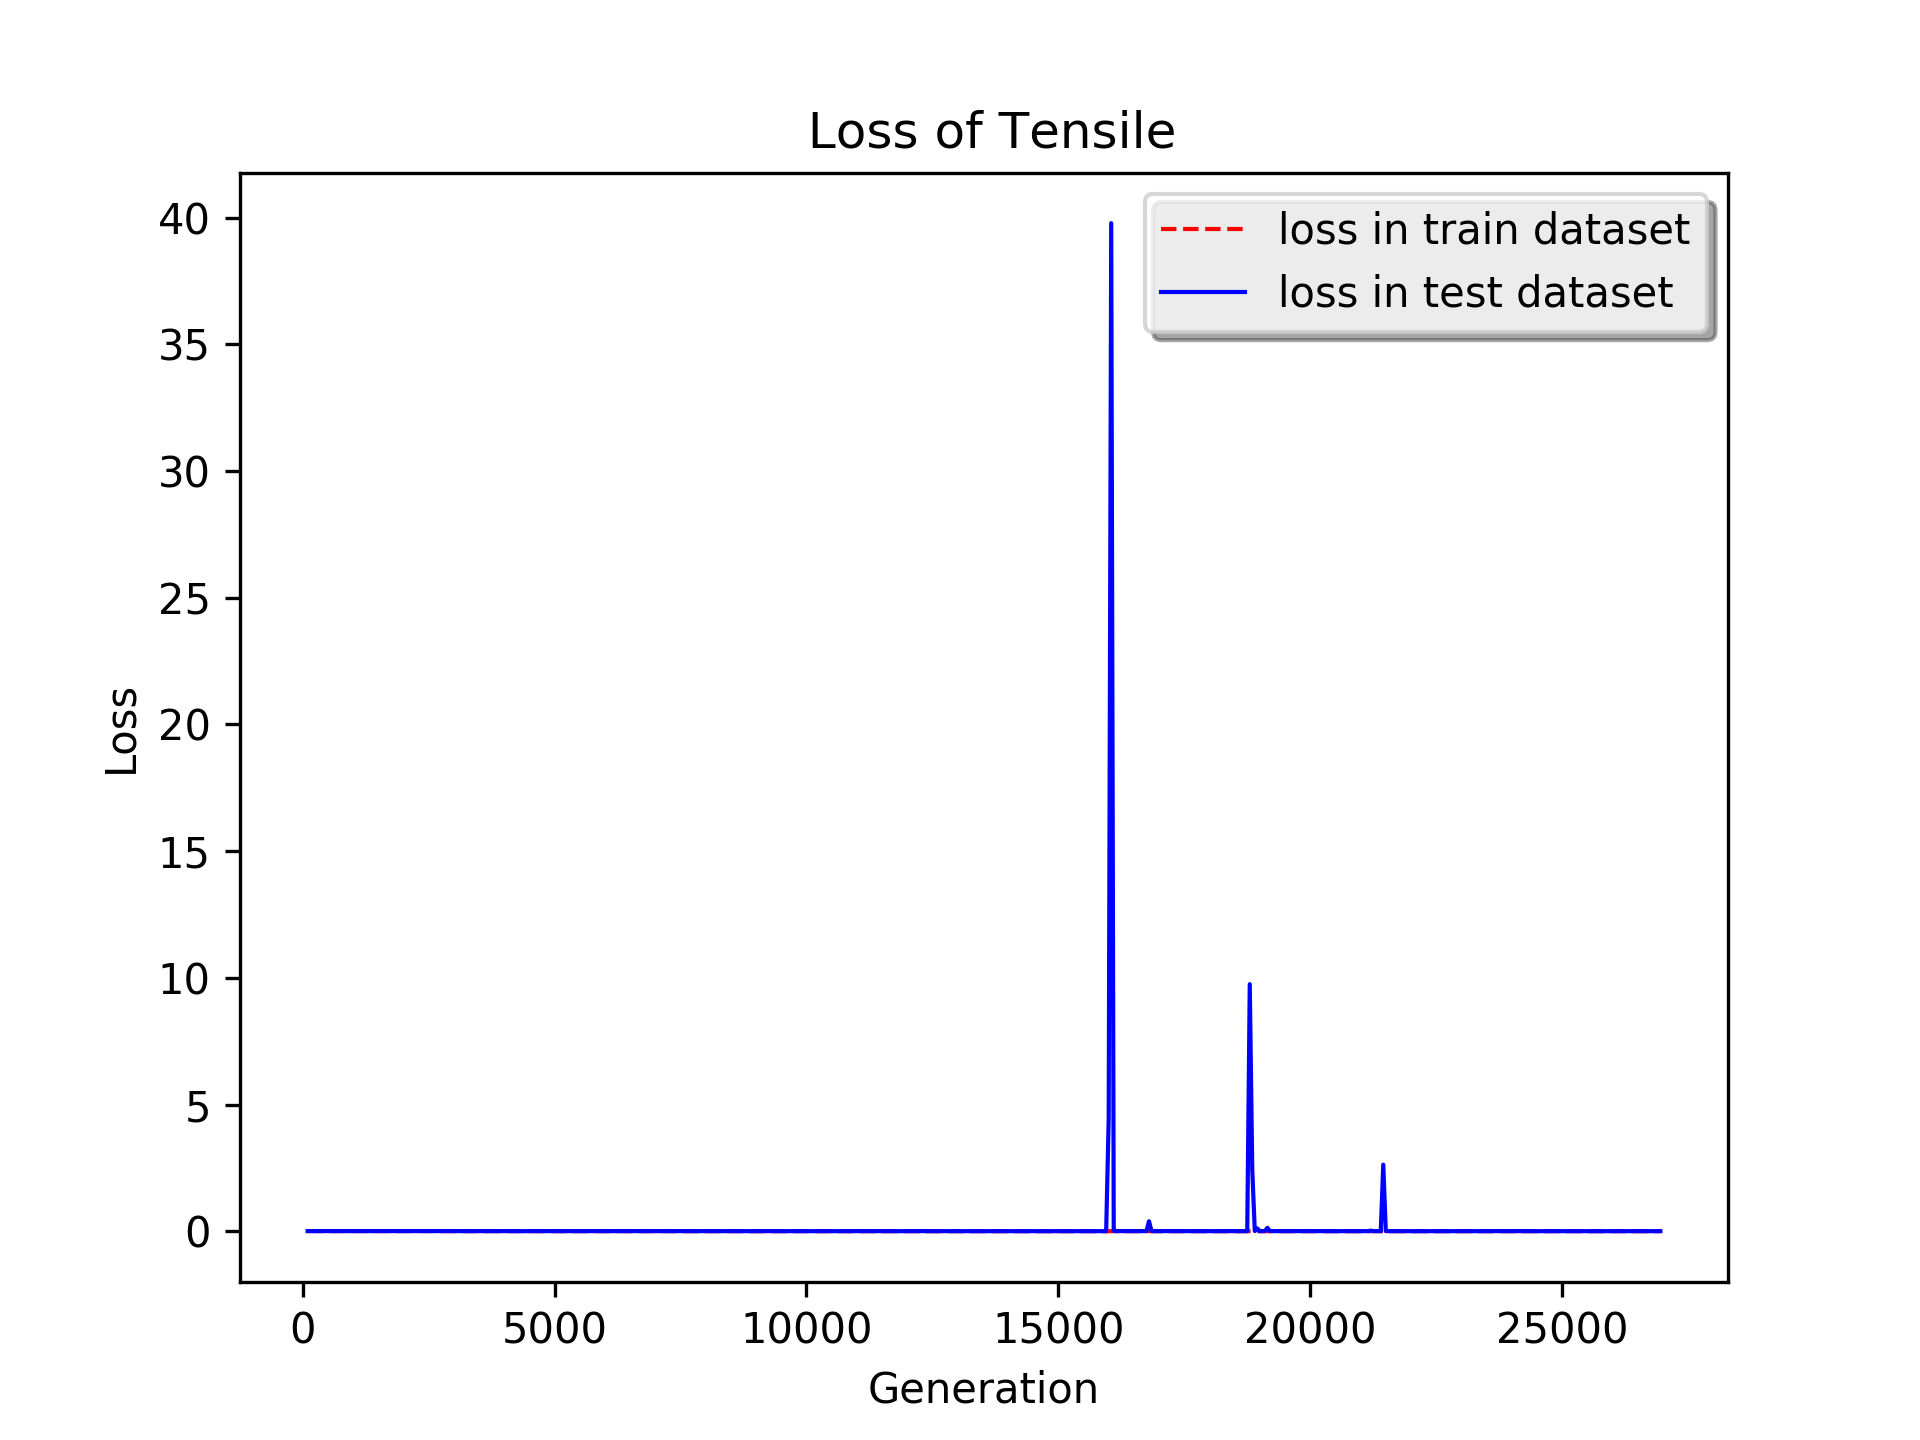 Loss of Tensile
loss in train dataset
loss in test dataset
40
35
30
25
20
15
10
5
0
Loss
0 5000 10000 15000 20000 25000
Generation